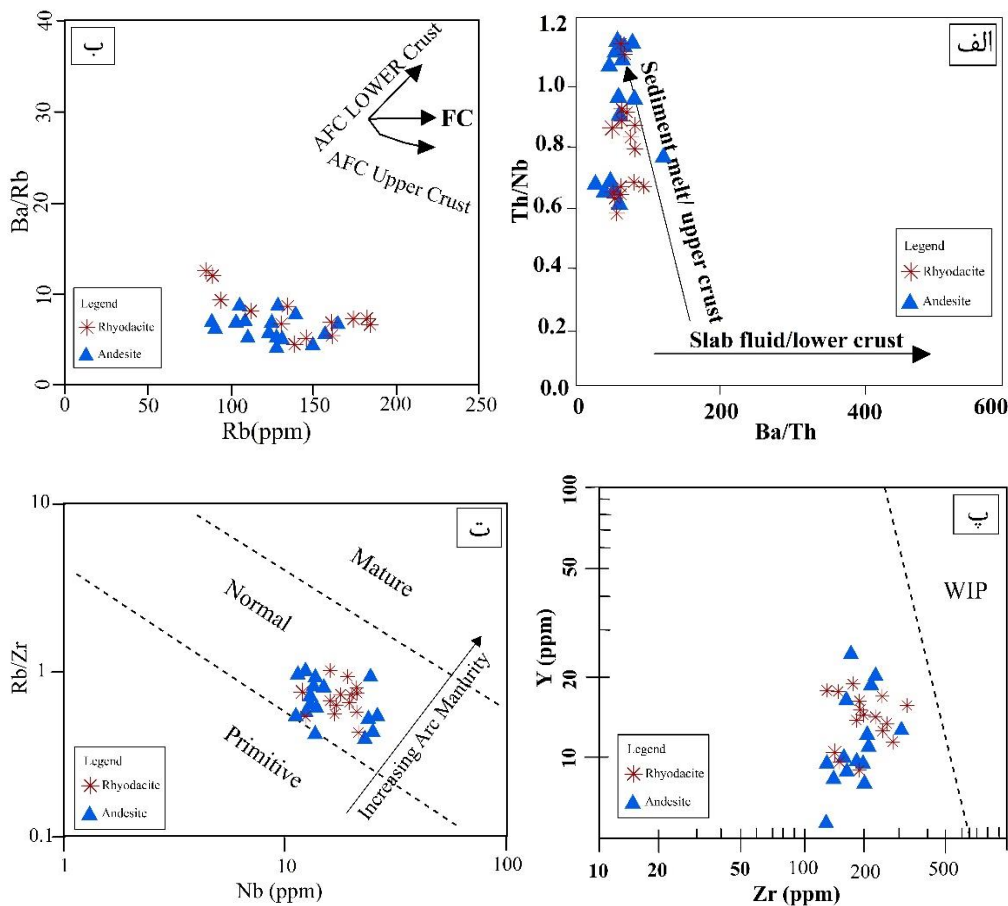 ب
40
30
20
10
0
Ba/Rb
AFC LOWER Crust
FC
AFC Upper Crust
Legend
Rhyodacite
Andesite
0 50 100 150 200 250
Rb(ppm)
الف
1.2
1.0
0.8
0.6
0.4
0.2
0.0
Th/Nb
Sediment melt/ upper crust
Slab fluid/lower crust
Legend
Rhyodacite
Andesite
0 200 400 600
Ba/Th
ت
10
1
0.1
Rb/Zr
Mature
Normal
Primitive
Increasing Arc Manlurity
Legend
Rhyodacite
Andesite
1 10 100
Nb (ppm)
پ
100
50
20
10
Y (ppm)
WIP
Legend
Rhyodacite
Andesite
10 20 50 100 200 500
Zr (ppm)